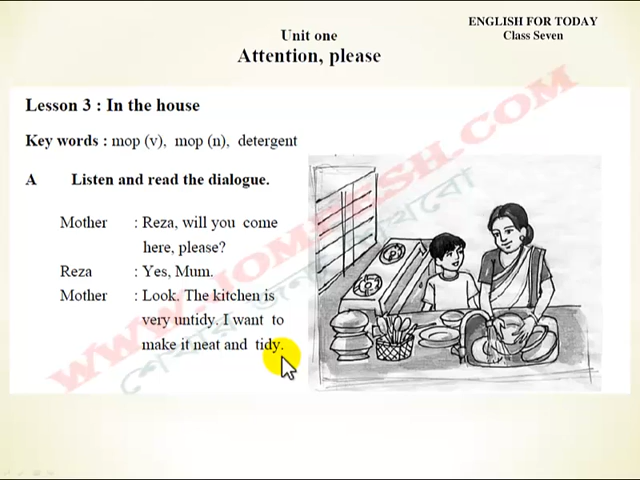 ENGLISH FOR TODAY
Class Seven
Unit one
Attention, please
Lesson 3 : In the house
Key words : mop (v), mop (n), detergent
A Listen and read the dialogue.
Mother : Reza, will you come
here, please?
Reza : Yes, Mum.
Mother : Look. The kitchen is
very untidy. I want to
make it neat and tidy.